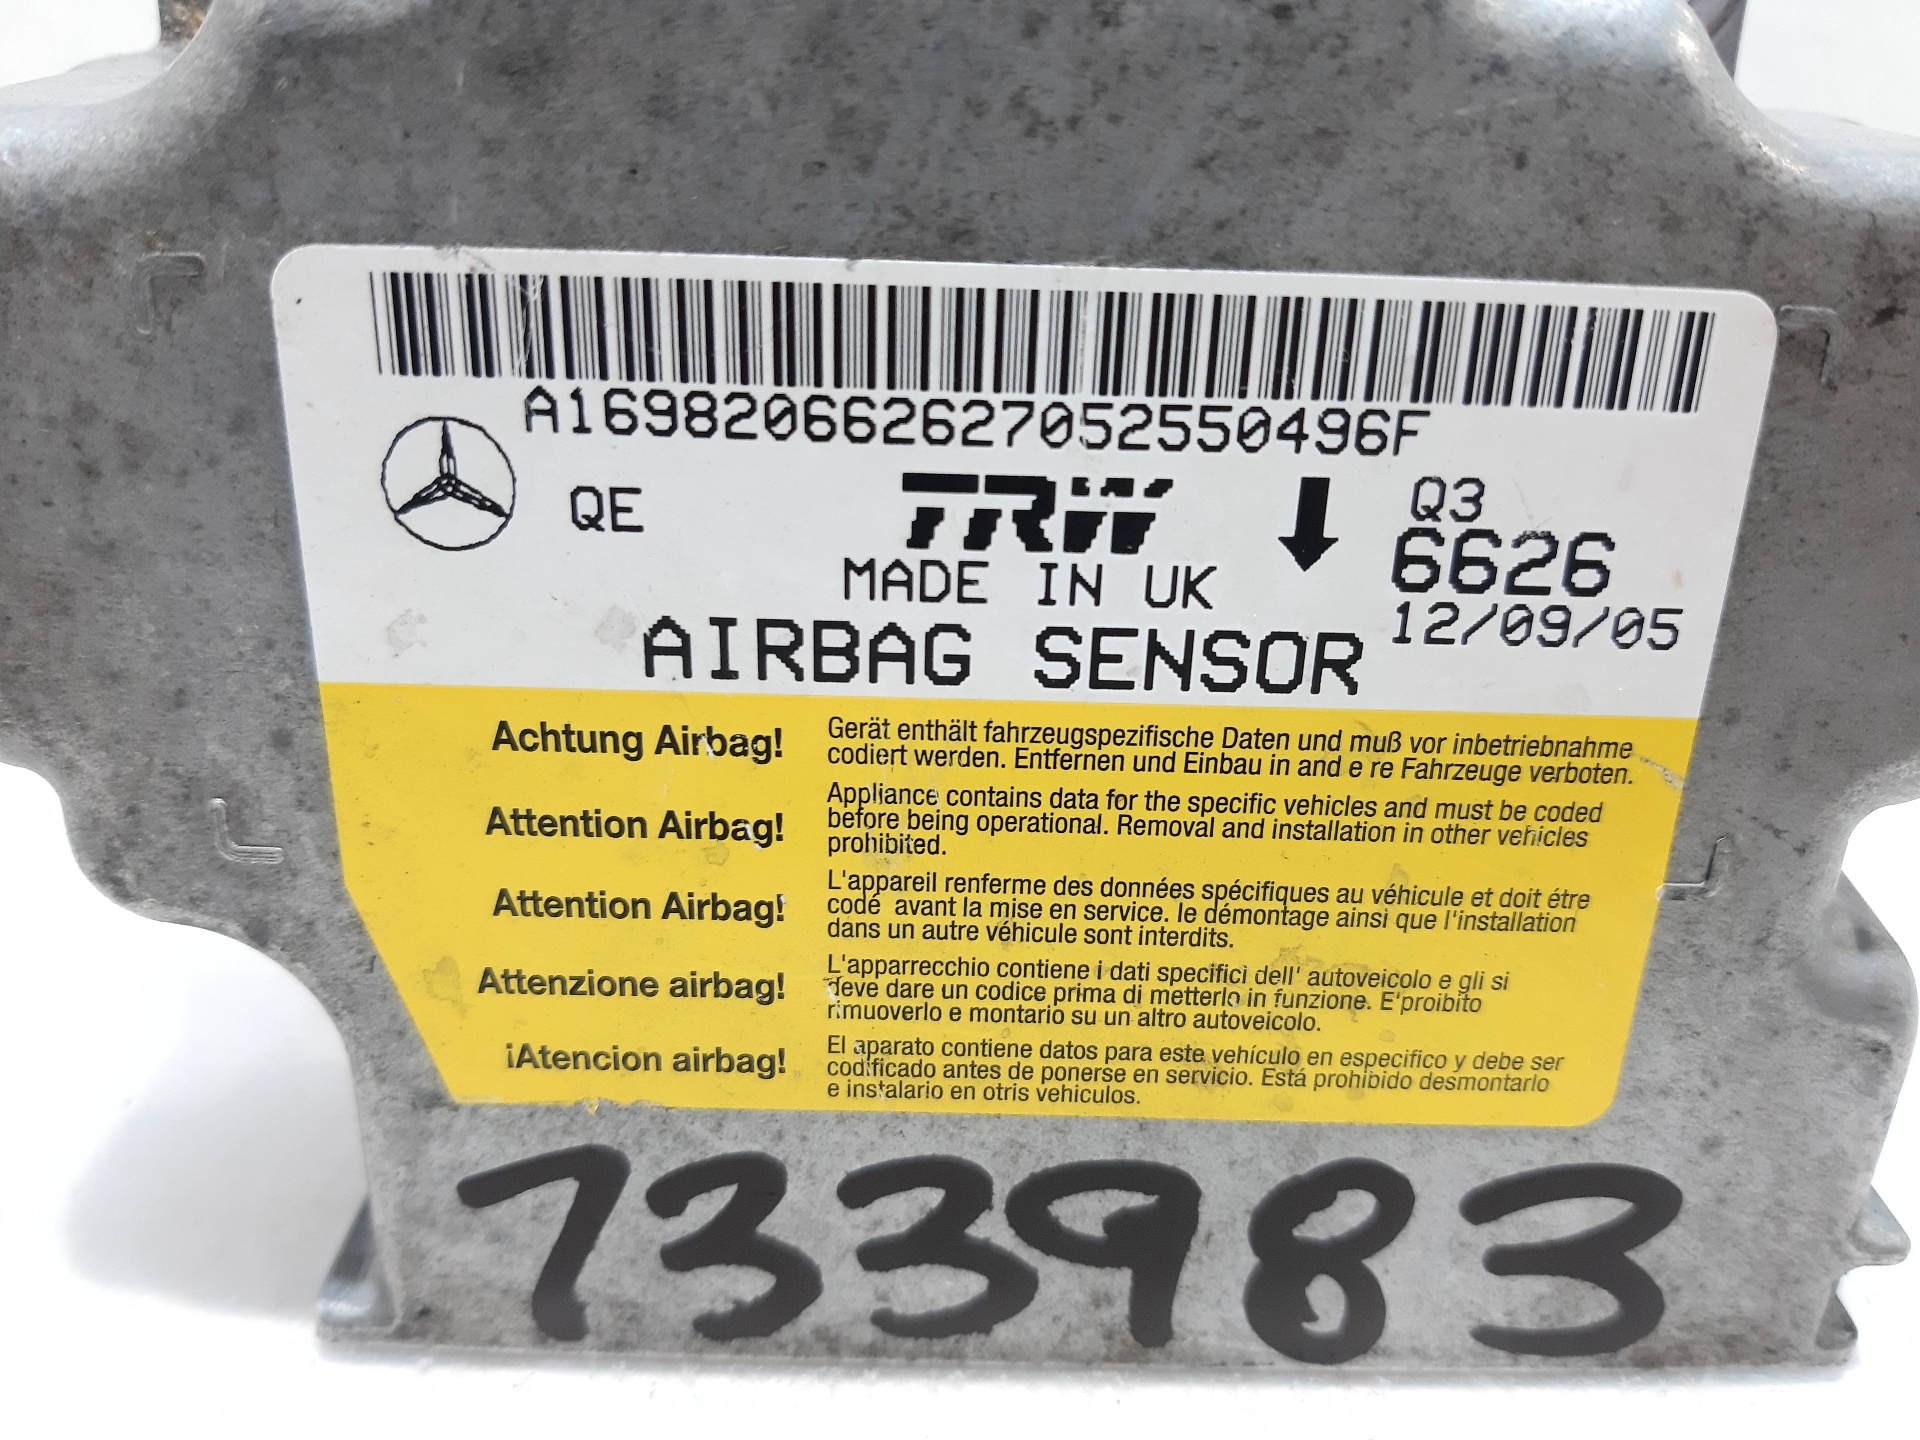 A1698206626270525504​96F
QE
TRW
Q3
6626
MADE IN UK
12/09/05
AIRBAG SENSOR
Achtung Airbag!
Gerät enthält fahrzeugspezifische Daten und muß vor inbetriebnahme
codiert werden. Entfernen und Einbau in and e re Fahrzeuge verboten.
Attention Airbag!
Appliance contains data for the specific vehicles and must be coded
before being operational. Removal and installation in other vehicles
prohibited.
Attention Airbag!
L'appareil renferme des données spécifiques au véhicule et doit étre
codé avant la mise en service. le démontage ainsi que l'installation
dans un autre véhicule sont interdits.
Attenzione airbag!
L'apparrecchio contiene i dati specifici dell' autoveicolo e gli si
deve dare un codice prima di metterlo in funzione. E'proibito
rimuoverlo e montario su un altro autoveicolo.
¡Atencion airbag!
El aparato contiene datos para este vehículo en especifico y debe ser
codificado antes de ponerse en servicio. Está prohibido desmontarlo
e instalario en otris vehiculos.
733983